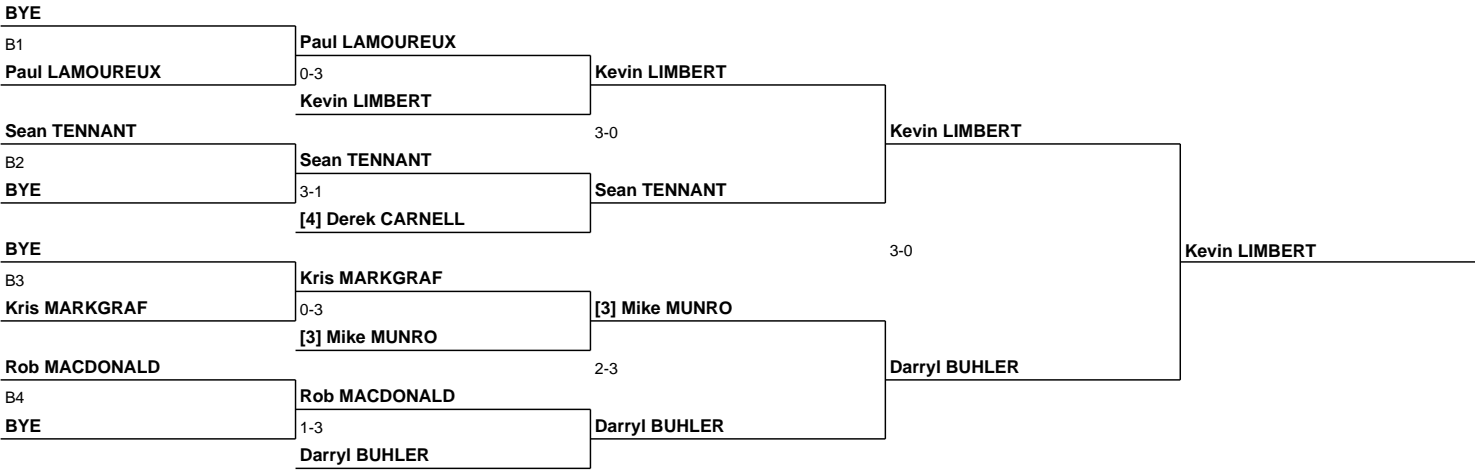 BYE
B1
Paul LAMOUREUX
Paul LAMOUREUX
0-3
Kevin LIMBERT
Kevin LIMBERT
Sean TENNANT
3-0
Kevin LIMBERT
B2
Sean TENNANT
BYE
3-1
Sean TENNANT
[4] Derek CARNELL
BYE
3-0
Kevin LIMBERT
B3
Kris MARKGRAF
Kris MARKGRAF
0-3
[3] Mike MUNRO
[3] Mike MUNRO
Rob MACDONALD
2-3
Darryl BUHLER
B4
Rob MACDONALD
BYE
1-3
Darryl BUHLER
Darryl BUHLER